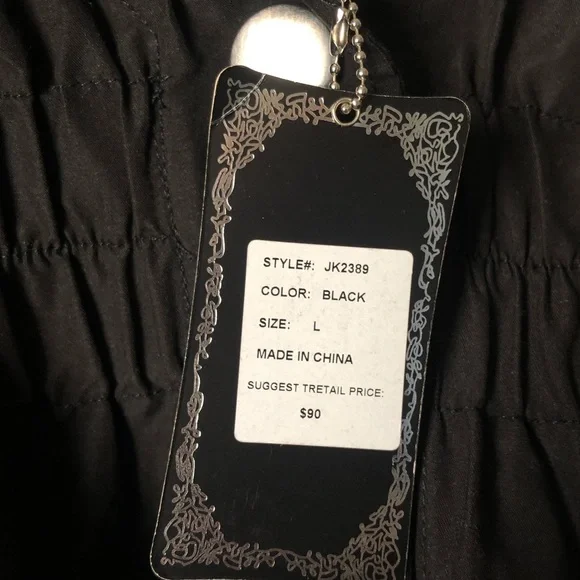 STYLE#: JK2389
COLOR: BLACK
SIZE: L
MADE IN CHINA
SUGGEST TRETAIL PRICE:
$90